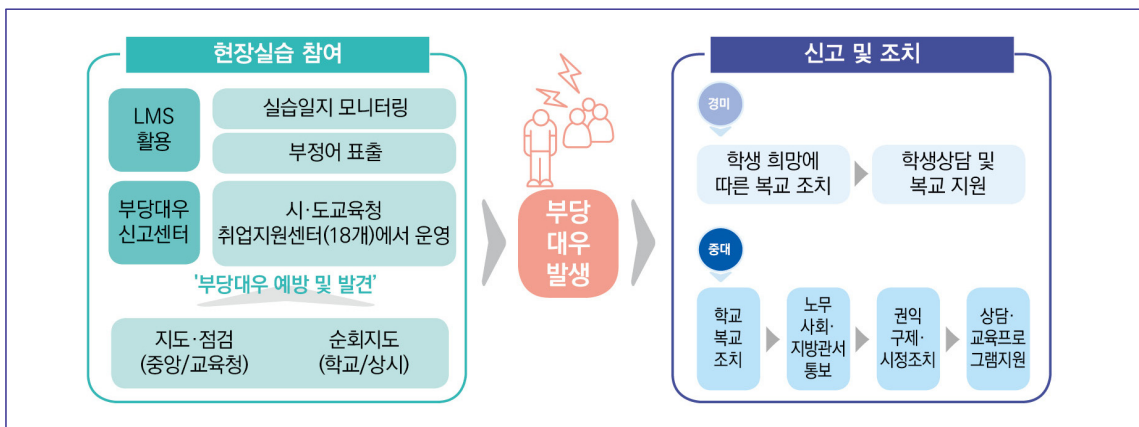 현장실습 참여
LMS
활용
실습일지 모니터링
부정어 표출
부당대우
신고센터
시·도교육청
취업지원센터(18개)에서 운영
'부당대우 예방 및 발견’
지도·점검
(중앙/교육청)
순회지도
(학교/상시)
부당
대우
발생
신고 및 조치
경미
학생 희망에
따른 복교 조치
학생상담 및
복교 지원
중대
학교
복교
조치
노무
사회·
지방관서
통보
권익
구제·
시정조치
상담·
교육프로
그램지원